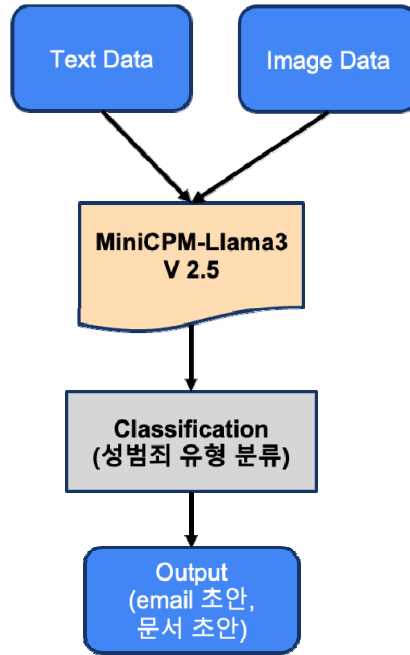 Text Data
Image Data
MiniCPM-Llama3
V 2.5
Classification
(성범죄 유형 분류)
Output
(email 초안,
문서 초안)